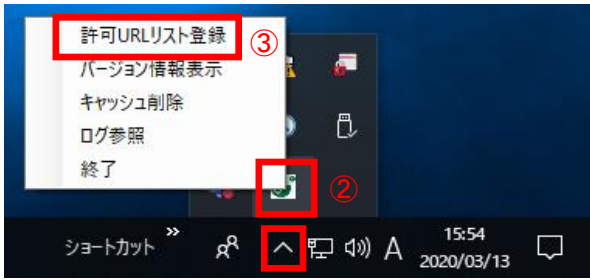 許可URLリスト登録
③
バージョン情報表示
キャッシュ削除
ログ参照
終了
②
ショートカット
»
A
15:54
2020/03/13